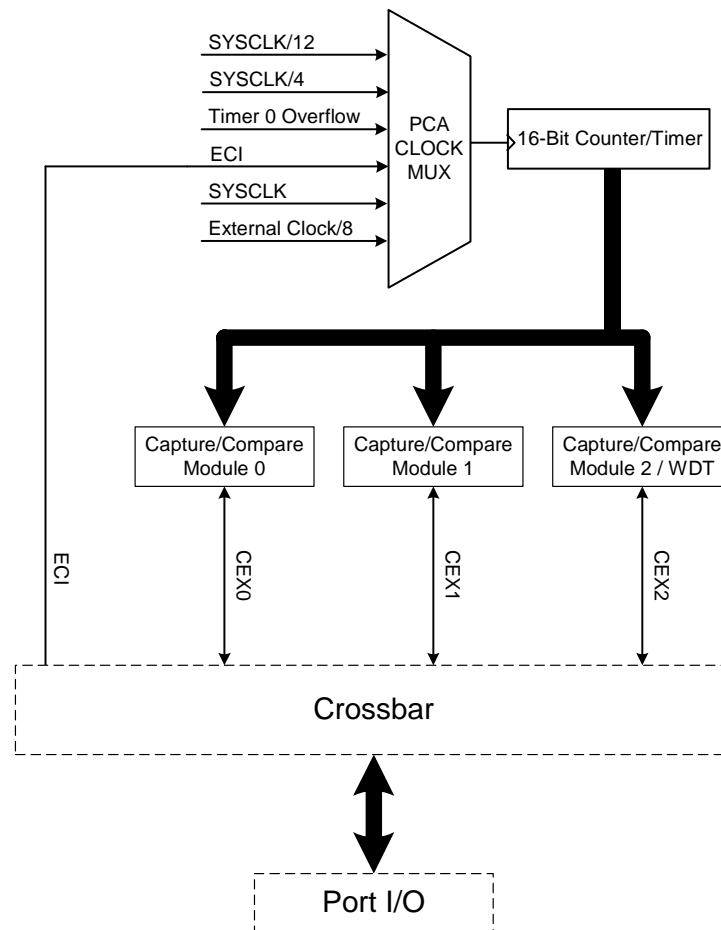 SYSCLK/12
SYSCLK/4
Timer 0 Overflow
ECI
SYSCLK
External Clock/8
PCA
CLOCK
MUX
16-Bit Counter/Timer
Capture/Compare
Module 0
Capture/Compare
Module 1
Capture/Compare
Module 2 / WDT
ECI
CEX0
CEX1
CEX2
Crossbar
Port I/O